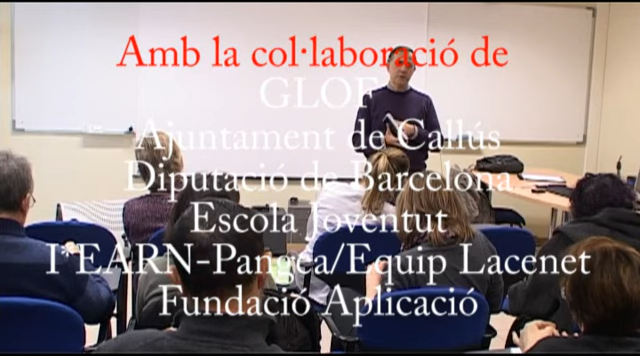 Amb la col·laboració de
GLOF
Ajuntament de Callús
Diputació de Barcelona
Escola Joventut
I*EARN-Pangea/Equip Lacenet
Fundació Aplicació